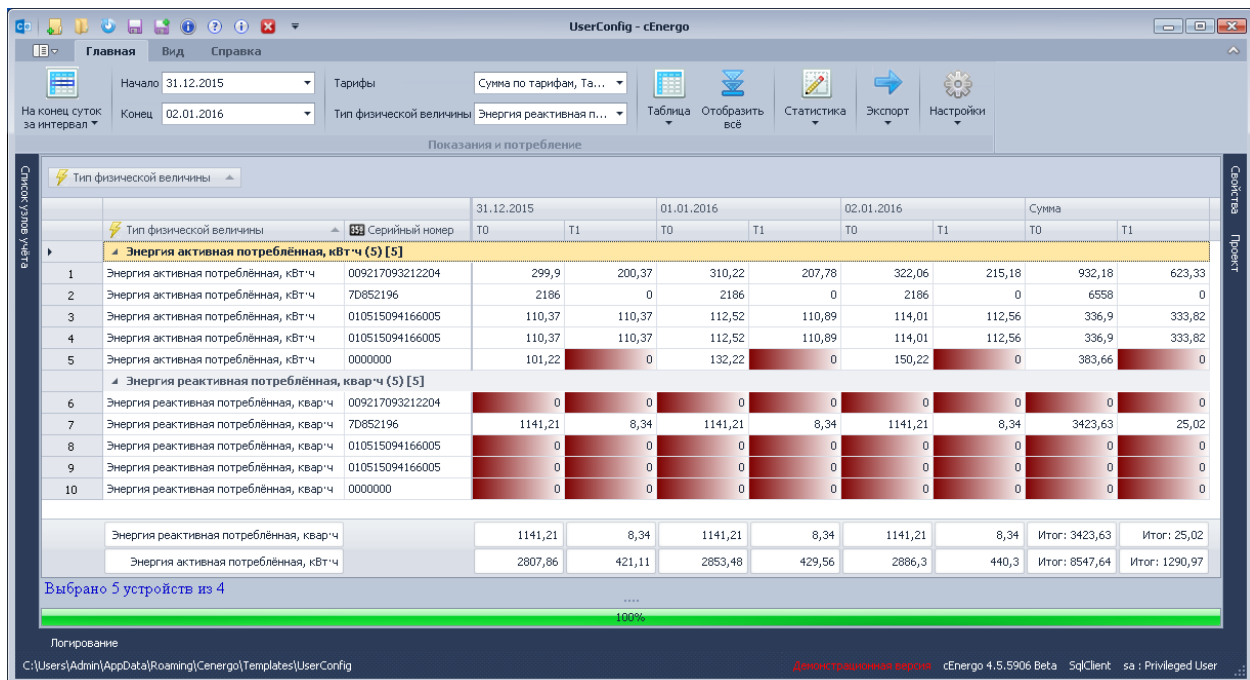 UserConfig - cEnergo
Главная Вид Справка
На конец суток за интервал
Начало 31.12.2015
Конец 02.01.2016
Тарифы Сумма по тарифам, Та...
Тип физической величины Энергия реактивная п...
Таблица Отобразить всё Статистика Экспорт Настройки
Показания и потребление
Список узлов учёта
Свойства
Проект
Тип физической величины
31.12.2015 01.01.2016 02.01.2016 Сумма
Тип физической величины Серийный номер T0 T1 T0 T1 T0 T1 T0 T1
Энергия активная потреблённая, кВт·ч (5) [5]
1 Энергия активная потреблённая, кВт·ч 009217093212204 299,9 200,37 310,22 207,78 322,06 215,18 932,18 623,33
2 Энергия активная потреблённая, кВт·ч 7D852196 2186 0 2186 0 2186 0 6558 0
3 Энергия активная потреблённая, кВт·ч 010515094166005 110,37 110,37 112,52 110,89 114,01 112,56 336,9 333,82
4 Энергия активная потреблённая, кВт·ч 010515094166005 110,37 110,37 112,52 110,89 114,01 112,56 336,9 333,82
5 Энергия активная потреблённая, кВт·ч 0000000 101,22 0 132,22 0 150,22 0 383,66 0
Энергия реактивная потреблённая, квар·ч (5) [5]
6 Энергия реактивная потреблённая, квар·ч 009217093212204 0 0 0 0 0 0 0 0
7 Энергия реактивная потреблённая, квар·ч 7D852196 1141,21 8,34 1141,21 8,34 1141,21 8,34 3423,63 25,02
8 Энергия реактивная потреблённая, квар·ч 010515094166005 0 0 0 0 0 0 0 0
9 Энергия реактивная потреблённая, квар·ч 010515094166005 0 0 0 0 0 0 0 0
10 Энергия реактивная потреблённая, квар·ч 0000000 0 0 0 0 0 0 0 0
Энергия реактивная потреблённая, квар·ч 1141,21 8,34 1141,21 8,34 1141,21 8,34 Итог: 3423,63 Итог: 25,02
Энергия активная потреблённая, кВт·ч 2807,86 421,11 2853,48 429,56 2886,3 440,3 Итог: 8547,64 Итог: 1290,97
Выбрано 5 устройств из 4
100%
Логирование
C:\Users\Admin\AppData\Roaming\Cenergo\Templates\UserConfig Демонстрационная версия cEnergo 4.5.5906 Beta SqlClient sa : Privileged User